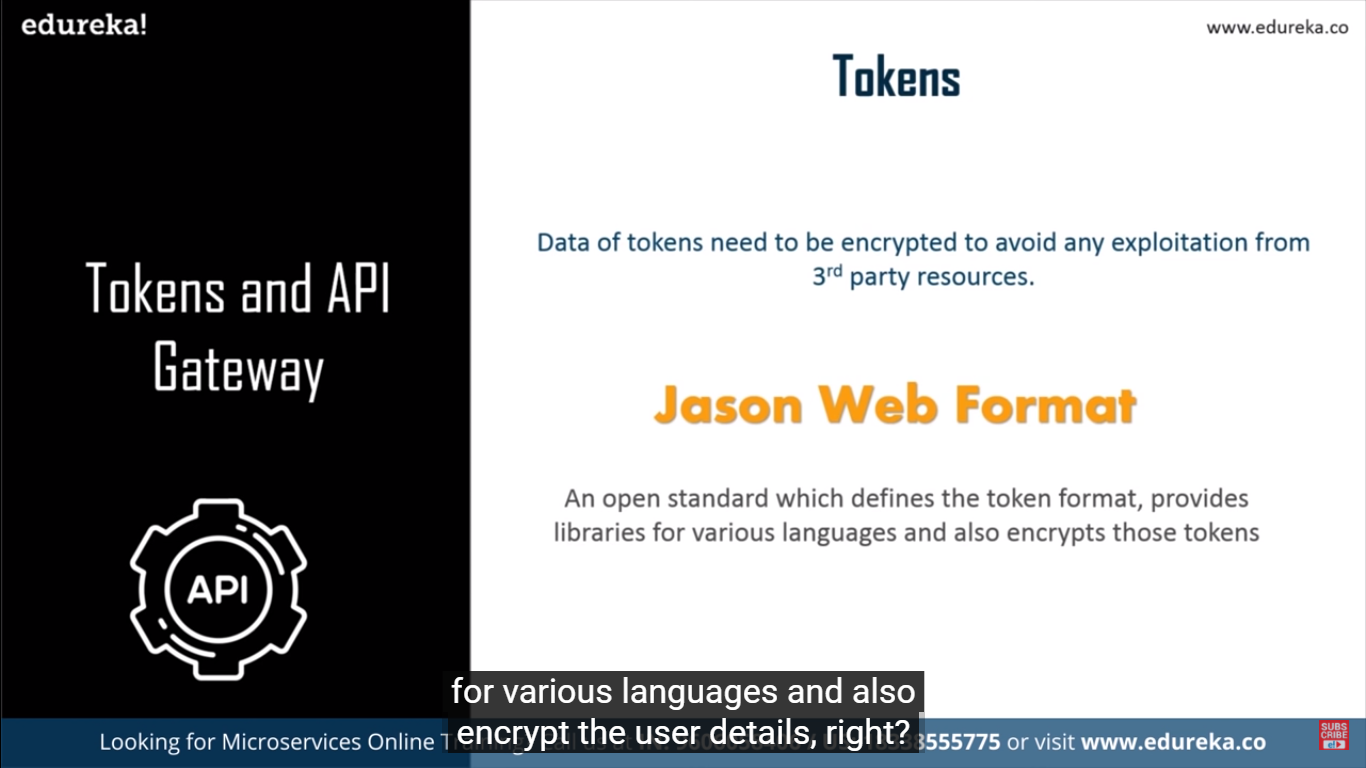 edureka!
www.edureka.co
Tokens
Data of tokens need to be encrypted to avoid any exploitation from
3rd party resources.
Tokens and API
Gateway
Jason Web Format
An open standard which defines the token format, provides
libraries for various languages and also encrypts those tokens
API
for various languages and also
encrypt the user details, right?
Looking for Microservices Online 555775 or visit www.edureka.co
SUBS
CRIBE